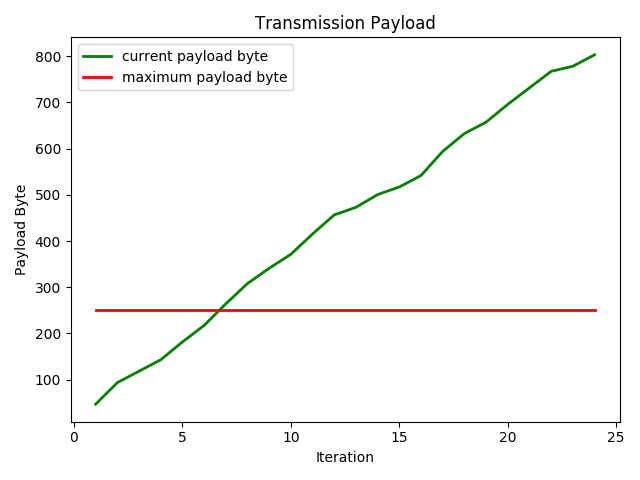 Transmission Payload
current payload byte
maximum payload byte
800
700
600
500
400
300
200
100
Payload Byte
0 5 10 15 20 25
Iteration